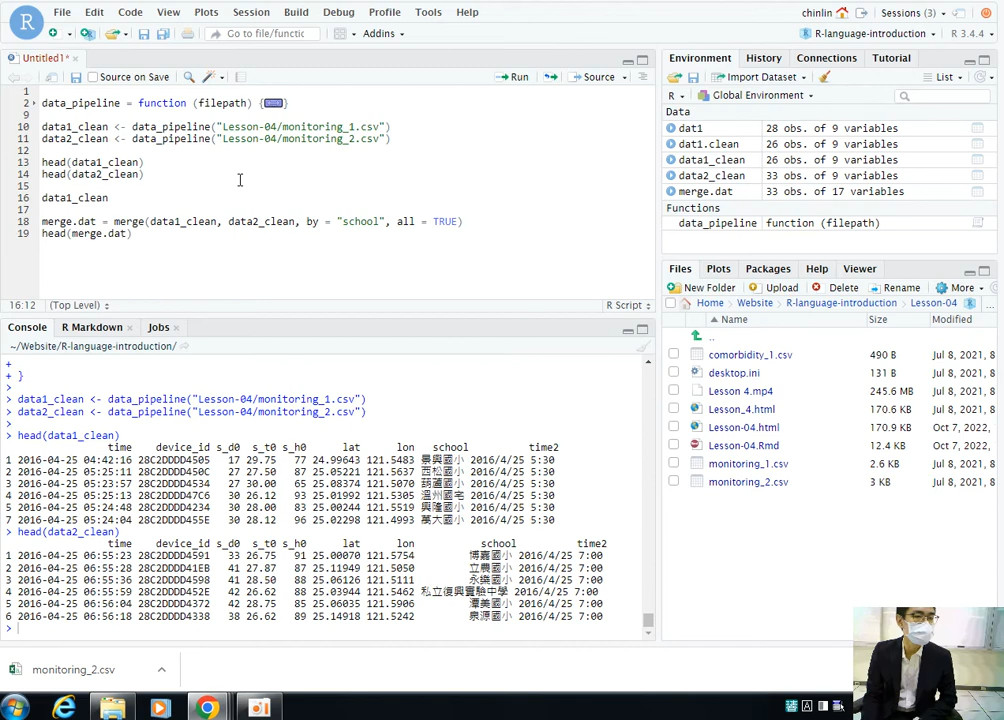 File Edit Code View Plots Session Build Debug Profile Tools Help
chinlin Sessions (3)
R Go to file/functic Addins
R-language-introduction R 3.4.4
Untitled1* ×
Source on Save Run Source
1
2 data_pipeline = function (filepath) {
9
10 data1_clean <- data_pipeline("Lesson-04/monitoring_1.csv")
11 data2_clean <- data_pipeline("Lesson-04/monitoring_2.csv")
12
13 head(data1_clean)
14 head(data2_clean)
15
16 data1_clean
17
18 merge.dat = merge(data1_clean, data2_clean, by = "school", all = TRUE)
19 head(merge.dat)
16:12 (Top Level) R Script
Console R Markdown × Jobs ×
~/Website/R-language-introduction/
+
+ }
>
> data1_clean <- data_pipeline("Lesson-04/monitoring_1.csv")
> data2_clean <- data_pipeline("Lesson-04/monitoring_2.csv")
>
> head(data1_clean)
time device_id s_d0 s_t0 s_h0 lat lon school time2
1 2016-04-25 04:42:16 28C2DDDD4505 17 29.75 77 24.99643 121.5483 景興國小 2016/4/25 5:30
2 2016-04-25 05:25:11 28C2DDDD450C 27 27.50 87 25.05221 121.5637 西松國小 2016/4/25 5:30
3 2016-04-25 05:23:57 28C2DDDD4534 27 30.00 65 25.08374 121.5070 葫蘆國小 2016/4/25 5:30
4 2016-04-25 05:25:13 28C2DDDD47C6 30 26.12 93 25.01992 121.5305 溫州國宅 2016/4/25 5:30
5 2016-04-25 05:24:48 28C2DDDD4234 30 28.00 94 25.00244 121.5519 興隆國小 2016/4/25 5:30
7 2016-04-25 05:24:04 28C2DDDD455E 30 28.12 96 25.02298 121.4993 萬大國小 2016/4/25 5:30
> head(data2_clean)
time device_id s_d0 s_t0 s_h0 lat lon school time2
1 2016-04-25 06:55:23 28C2DDDD4591 33 26.75 91 25.00070 121.5754 博嘉國小 2016/4/25 7:00
2 2016-04-25 06:55:27 28C2DDDD41EB 41 27.87 87 25.11949 121.5050 立農國小 2016/4/25 7:00
3 2016-04-25 06:55:36 28C2DDDD4598 41 28.50 88 25.06126 121.5111 永樂國小 2016/4/25 7:00
4 2016-04-25 06:55:59 28C2DDDD452E 42 26.62 88 25.03944 121.5462 私立復興實驗中學 2016/4/25 7:00
5 2016-04-25 06:56:04 28C2DDDD4372 42 28.75 85 25.06035 121.5906 潭美國小 2016/4/25 7:00
6 2016-04-25 06:56:18 28C2DDDD4338 38 26.62 89 25.14918 121.5242 泉源國小 2016/4/25 7:00
>
Environment History Connections Tutorial
Import Dataset List
R Global Environment
Data
dat1 28 obs. of 9 variables
dat1.clean 26 obs. of 9 variables
data1_clean 26 obs. of 9 variables
data2_clean 33 obs. of 9 variables
merge.dat 33 obs. of 17 variables
Functions
data_pipeline function (filepath)
Files Plots Packages Help Viewer
New Folder Upload Delete Rename More
Home Website R-language-introduction Lesson-04 ...
Name Size Modified
..
comorbidity_1.csv 490 B Jul 8, 2021,
desktop.ini 131 B Jul 8, 2021,
Lesson 4.mp4 245.6 MB Jul 8, 2021,
Lesson_4.html 170.6 KB Jul 8, 2021,
Lesson-04.html 170.9 KB Oct 7, 2022,
Lesson-04.Rmd 12.4 KB Oct 7, 2022,
monitoring_1.csv 2.6 KB Jul 8, 2021,
monitoring_2.csv 3 KB Jul 8, 2021,
monitoring_2.csv